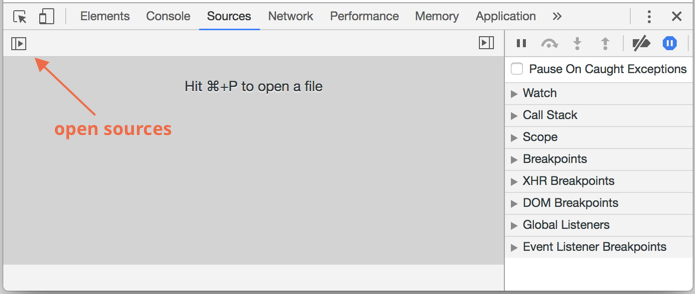 Elements Console Sources Network Performance Memory Application »
Hit ⌘+P to open a file
open sources
Pause On Caught Exceptions
Watch
Call Stack
Scope
Breakpoints
XHR Breakpoints
DOM Breakpoints
Global Listeners
Event Listener Breakpoints